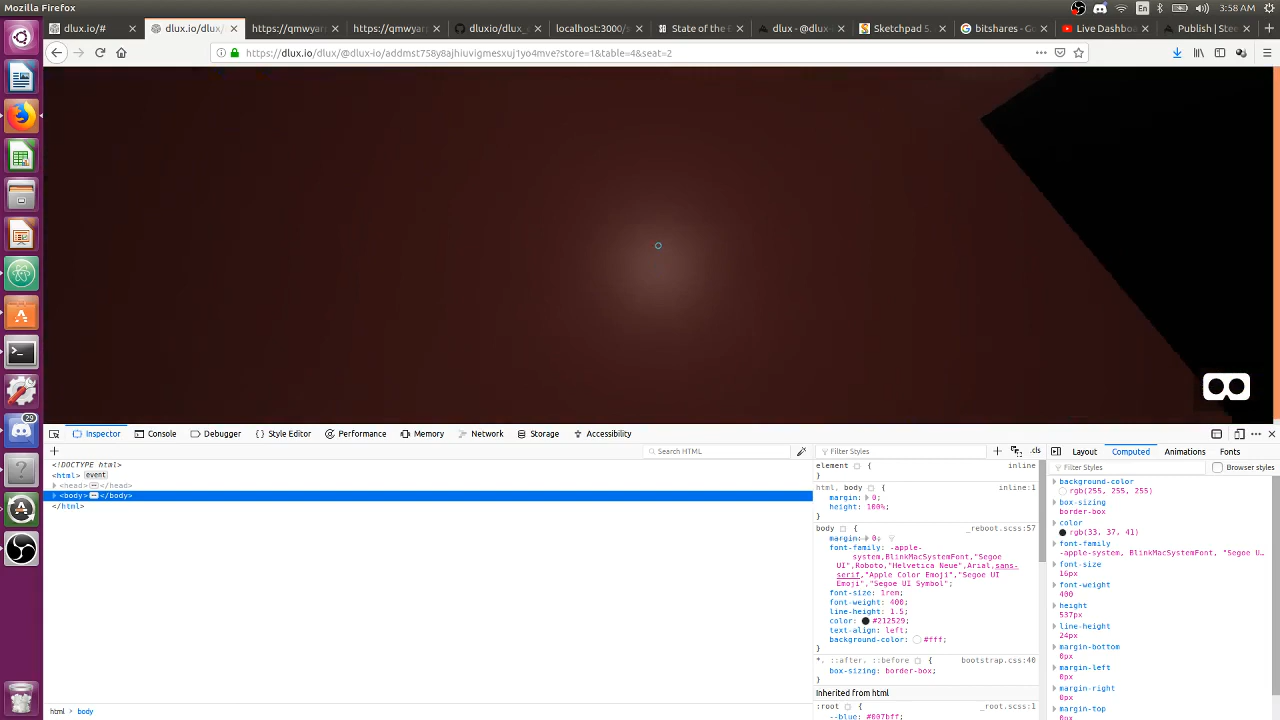 Mozilla Firefox
En
3:58 AM
dlux.io/#
dlux.io/dlux/
https://qmwyarr
https://qmwyarr
dluxio/dlux_
localhost:3000/
State of the
dlux - @dlux-
Sketchpad 5
bitshares - G
Live Dashboa
Publish | Stee
https://dlux.io/dlux/@dlux-io/addmst758y8ajhiuvigmesxuj1yo4mve?store=1&table=4&seat=2
29
Inspector
Console
Debugger
Style Editor
Performance
Memory
Network
Storage
Accessibility
Search HTML
Filter Styles
.cls
Layout
Computed
Animations
Fonts
Filter Styles
Browser styles
<!DOCTYPE html>
<html> event
<head> </head>
<body> </body>
</html>
element { inline
}
html, body { inline:1
margin: 0;
height: 100%;
}
body { _reboot.scss:57
margin: 0;
font-family: -apple-
system,BlinkMacSystemFont,"Segoe
UI",Roboto,"Helvetica Neue",Arial,sans-
serif,"Apple Color Emoji","Segoe UI
Emoji","Segoe UI Symbol";
font-size: 1rem;
font-weight: 400;
line-height: 1.5;
color: #212529;
text-align: left;
background-color: #fff;
}
*, ::after, ::before { bootstrap.css:40
box-sizing: border-box;
}
Inherited from html
:root { _root.scss:1
--blue: #007bff;
background-color
rgb(255, 255, 255)
box-sizing
border-box
color
rgb(33, 37, 41)
font-family
-apple-system, BlinkMacSystemFont, "Segoe U…
font-size
16px
font-weight
400
height
537px
line-height
24px
margin-bottom
0px
margin-left
0px
margin-right
0px
margin-top
0px
html
body